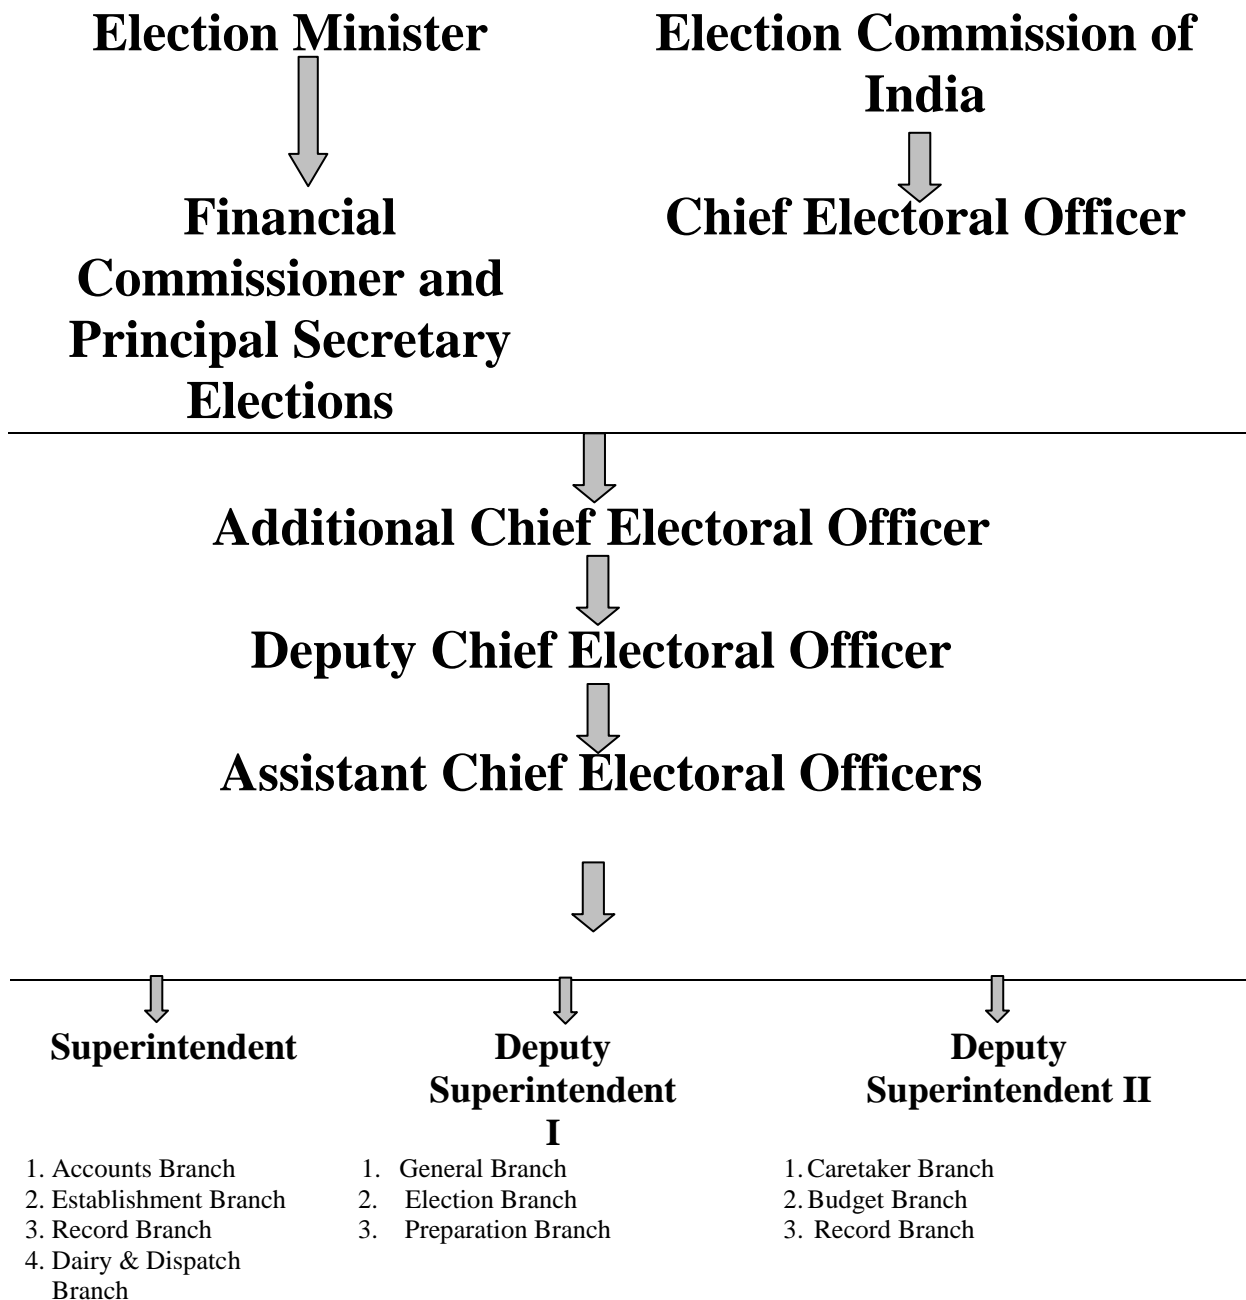 Election Minister
Election Commission of
India
Financial
Commissioner and
Principal Secretary
Elections
Chief Electoral Officer
Additional Chief Electoral Officer
Deputy Chief Electoral Officer
Assistant Chief Electoral Officers
Superintendent
1. Accounts Branch
2. Establishment Branch
3. Record Branch
4. Dairy & Dispatch
Branch
Deputy
Superintendent
I
1. General Branch
2. Election Branch
3. Preparation Branch
Deputy
Superintendent II
1. Caretaker Branch
2. Budget Branch
3. Record Branch